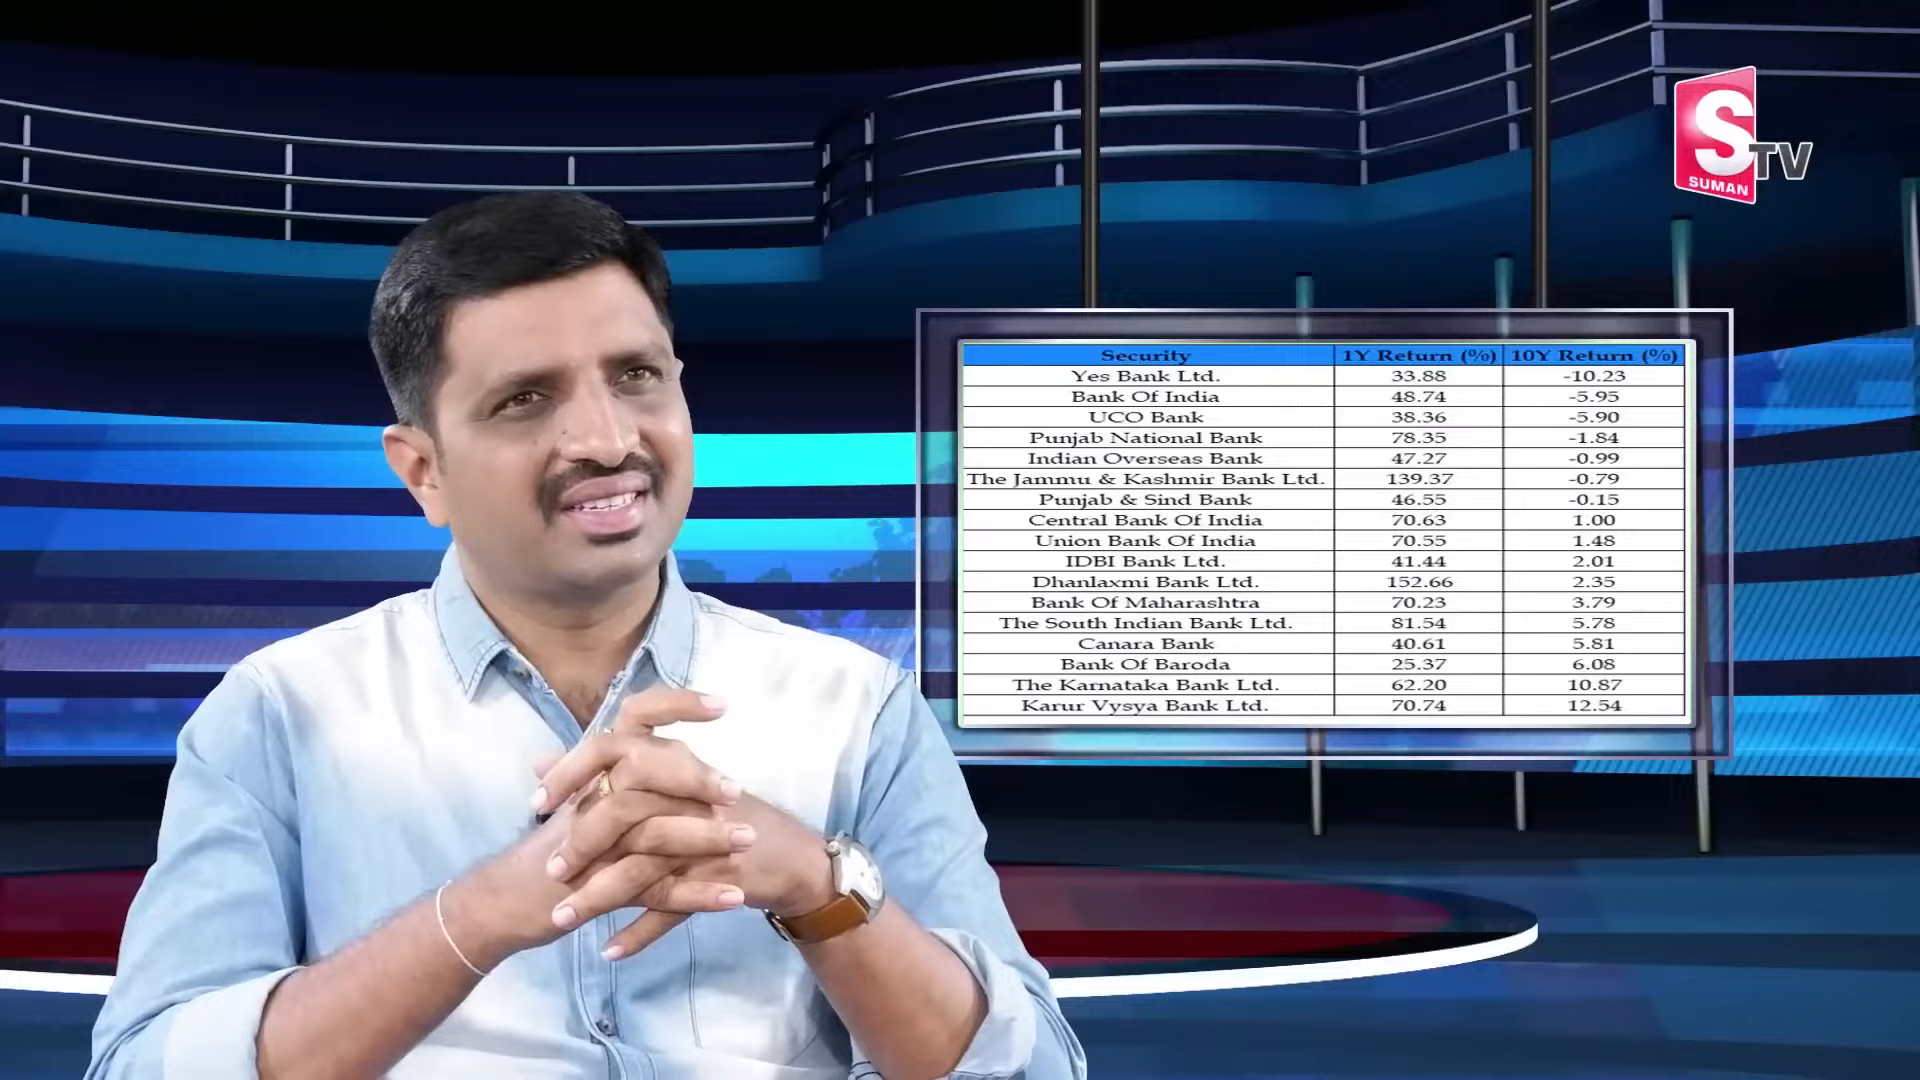 S TV
SUMAN
Security 1Y Return (%) 10Y Return (%)
Yes Bank Ltd. 33.88 -10.23
Bank Of India 48.74 -5.95
UCO Bank 38.36 -5.90
Punjab National Bank 78.35 -1.84
Indian Overseas Bank 47.27 -0.99
The Jammu & Kashmir Bank Ltd. 139.37 -0.79
Punjab & Sind Bank 46.55 -0.15
Central Bank Of India 70.63 1.00
Union Bank Of India 70.55 1.48
IDBI Bank Ltd. 41.44 2.01
Dhanlaxmi Bank Ltd. 152.66 2.35
Bank Of Maharashtra 70.23 3.79
The South Indian Bank Ltd. 81.54 5.78
Canara Bank 40.61 5.81
Bank Of Baroda 25.37 6.08
The Karnataka Bank Ltd. 62.20 10.87
Karur Vysya Bank Ltd. 70.74 12.54